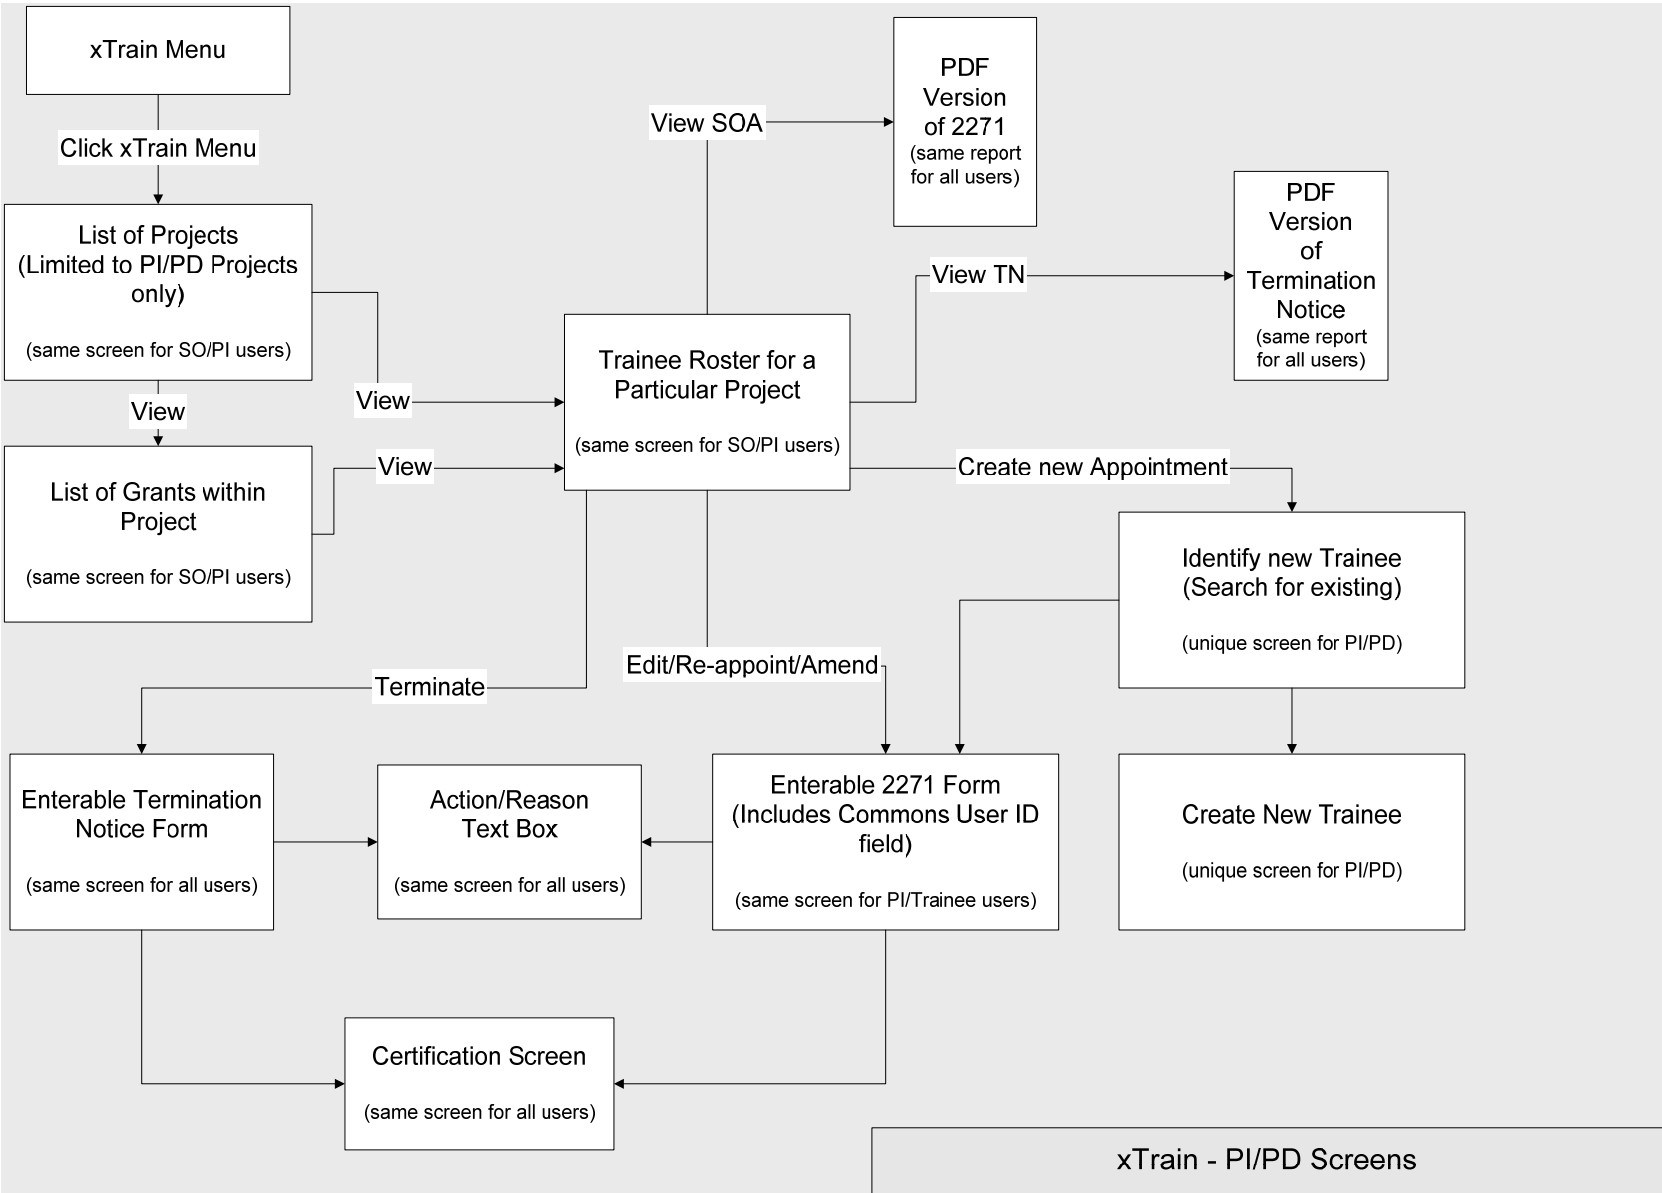 xTrain Menu
Click xTrain Menu
List of Projects
(Limited to PI/PD Projects
only)
(same screen for SO/PI users)
View
List of Grants within
Project
(same screen for SO/PI users)
View
View
View SOA
PDF
Version
of 2271
(same report
for all users)
View TN
PDF
Version
of
Termination
Notice
(same report
for all users)
Trainee Roster for a
Particular Project
(same screen for SO/PI users)
Create new Appointment
Identify new Trainee
(Search for existing)
(unique screen for PI/PD)
Edit/Re-appoint/Amend
Terminate
Enterable Termination
Notice Form
(same screen for all users)
Action/Reason
Text Box
(same screen for all users)
Enterable 2271 Form
(Includes Commons User ID
field)
(same screen for PI/Trainee users)
Create New Trainee
(unique screen for PI/PD)
Certification Screen
(same screen for all users)
xTrain - PI/PD Screens